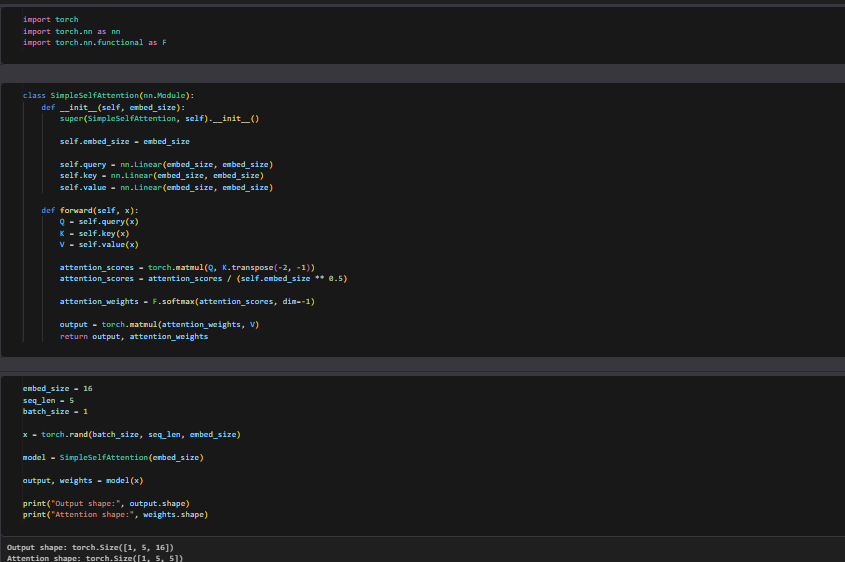 import torch
import torch.nn as nn
import torch.nn.functional as F
class SimpleSelfAttention(nn.Module):
def __init__(self, embed_size):
super(SimpleSelfAttention, self).__init__()
self.embed_size = embed_size
self.query = nn.Linear(embed_size, embed_size)
self.key = nn.Linear(embed_size, embed_size)
self.value = nn.Linear(embed_size, embed_size)
def forward(self, x):
Q = self.query(x)
K = self.key(x)
V = self.value(x)
attention_scores = torch.matmul(Q, K.transpose(-2, -1))
attention_scores = attention_scores / (self.embed_size ** 0.5)
attention_weights = F.softmax(attention_scores, dim=-1)
output = torch.matmul(attention_weights, V)
return output, attention_weights
embed_size = 16
seq_len = 5
batch_size = 1
x = torch.rand(batch_size, seq_len, embed_size)
model = SimpleSelfAttention(embed_size)
output, weights = model(x)
print("Output shape:", output.shape)
print("Attention shape:", weights.shape)
Output shape: torch.Size([1, 5, 16])
Attention shape: torch.Size([1, 5, 5])